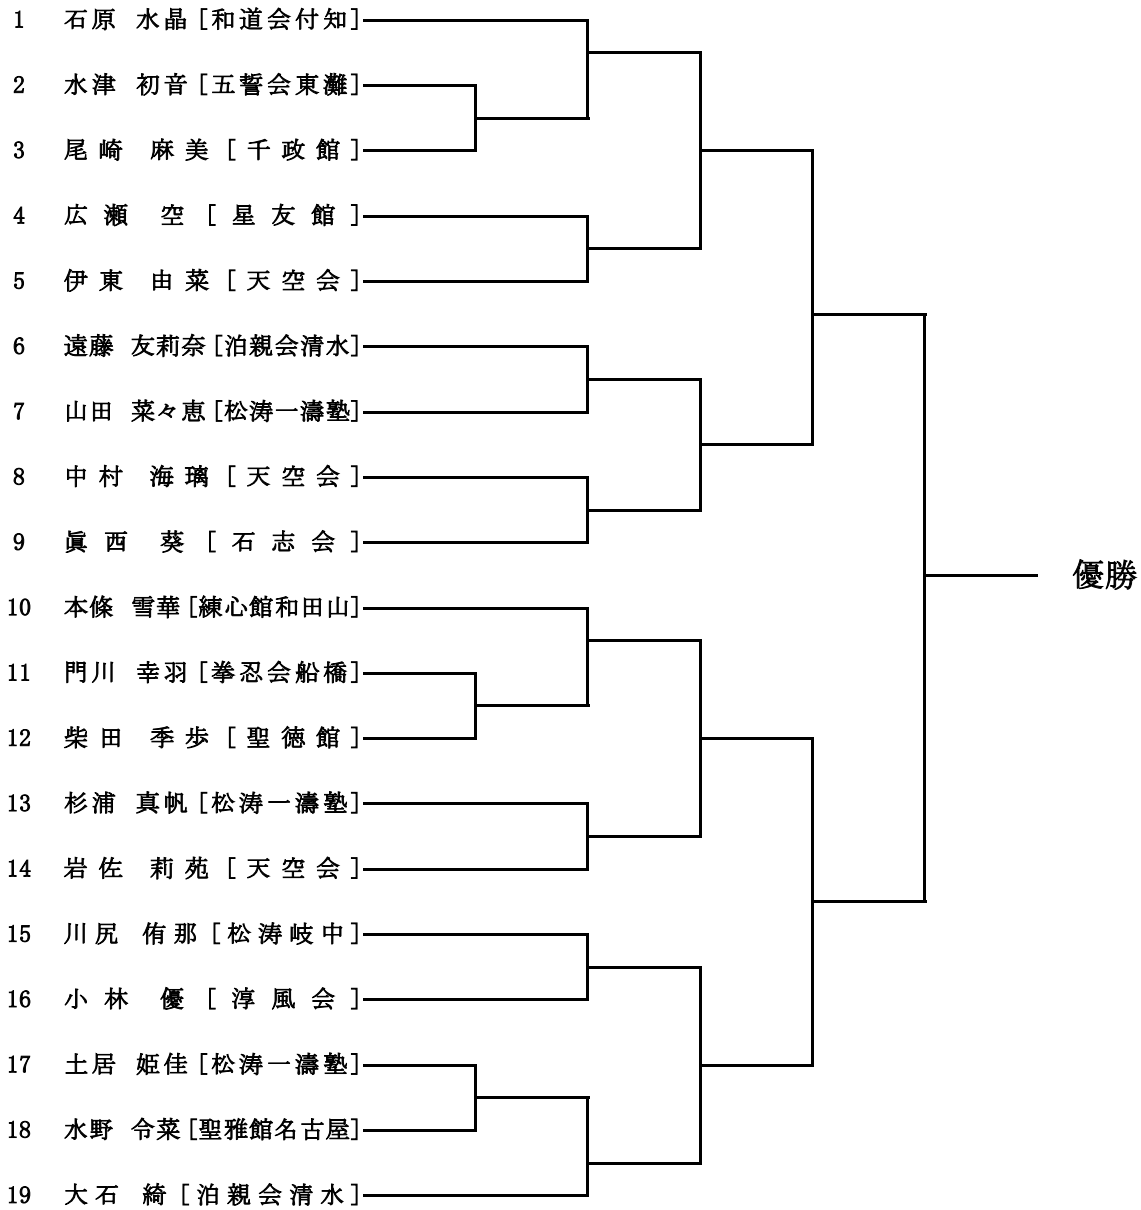 1 石原 水晶 [和道会付知]
2 水津 初音 [五誓会東灘]
3 尾崎 麻美 [千政館]
4 広瀬 空 [星友館]
5 伊東 由菜 [天空会]
6 遠藤 友莉奈 [泊親会清水]
7 山田 菜々恵 [松涛一濤塾]
8 中村 海璃 [天空会]
9 眞西 葵 [石志会]
優勝
10 本條 雪華 [練心館和田山]
11 門川 幸羽 [拳忍会船橋]
12 柴田 季歩 [聖徳館]
13 杉浦 真帆 [松涛一濤塾]
14 岩佐 莉苑 [天空会]
15 川尻 侑那 [松涛岐中]
16 小林 優 [淳風会]
17 土居 姫佳 [松涛一濤塾]
18 水野 令菜 [聖雅館名古屋]
19 大石 綺 [泊親会清水]